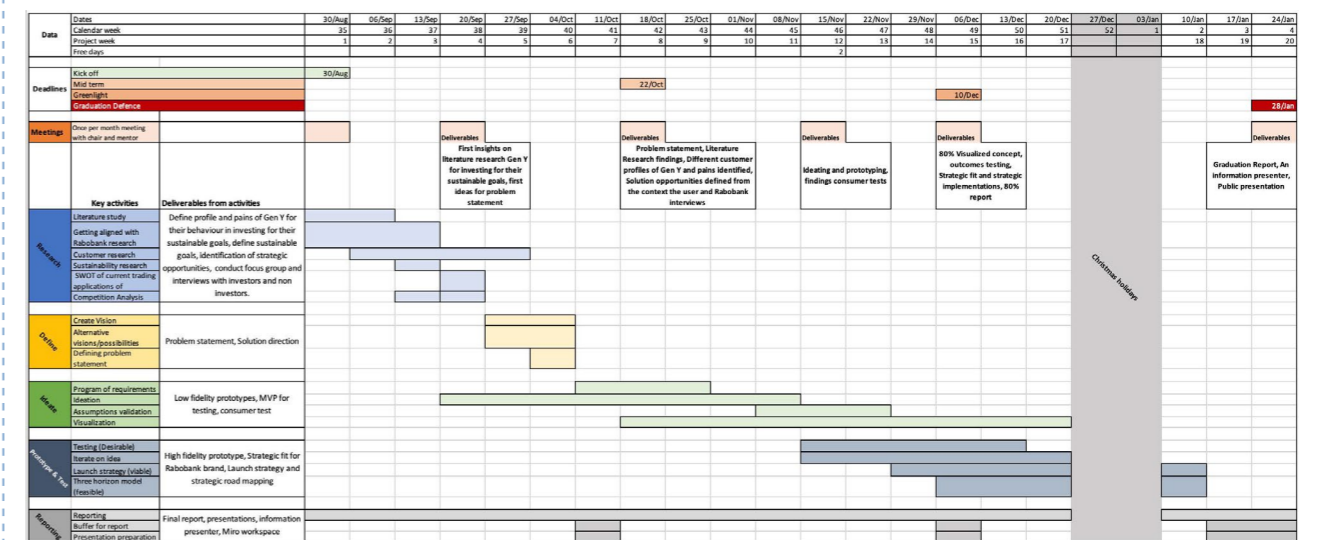 Data
Dates 30/Aug 06/Sep 13/Sep 20/Sep 27/Sep 04/Oct 11/Oct 18/Oct 25/Oct 01/Nov 08/Nov 15/Nov 22/Nov 29/Nov 06/Dec 13/Dec 20/Dec 27/Dec 03/Jan 10/Jan 17/Jan 24/Jan
Calendar week 35 36 37 38 39 40 41 42 43 44 45 46 47 48 49 50 51 52 1 2 3 4
Project week 1 2 3 4 5 6 7 8 9 10 11 12 13 14 15 16 17 18 19 20
Free days 2
Deadlines
Kick off 30/Aug
Mid term 22/Oct
Greenlight 10/Dec
Graduation Defence 28/Jan
Meetings
Once per month meeting
with chair and mentor
Deliverables Deliverables Deliverables Deliverables Deliverables
First insights on
literature research Gen Y
for investing for their
sustainable goals, first
ideas for problem
statement
Problem statement, Literature
Research findings, Different customer
profiles of Gen Y and pains identified,
Solution opportunities defined from
the context the user and Rabobank
interviews
Ideating and prototyping,
findings consumer tests
80% Visualized concept,
outcomes testing,
Strategic fit and strategic
implementations, 80%
report
Graduation Report, An
information presenter,
Public presentation
Key activities Deliverables from activities
Research
Literature study
Getting aligned with
Rabobank research
Customer research
Sustainability research
SWOT of current trading
applications of
Competition Analysis
Define profile and pains of Gen Y for
their behaviour in investing for their
sustainable goals, define sustainable
goals, identification of strategic
opportunities, conduct focus group and
interviews with investors and non
investors.
Christmas holidays
Define
Create Vision
Alternative
visions/possibilities
Defining problem
statement
Problem statement, Solution direction
Ideate
Program of requirements
Ideation
Assumptions validation
Visualization
Low fidelity prototypes, MVP for
testing, consumer test
Prototype & Test
Testing (Desirable)
Iterate on idea
Launch strategy (viable)
Three horizon model
(feasible)
High fidelity prototype, Strategic fit for
Rabobank brand, Launch strategy and
strategic road mapping
Reporting
Reporting
Buffer for report
Presentation preparation
Final report, presentations, information
presenter, Miro workspace